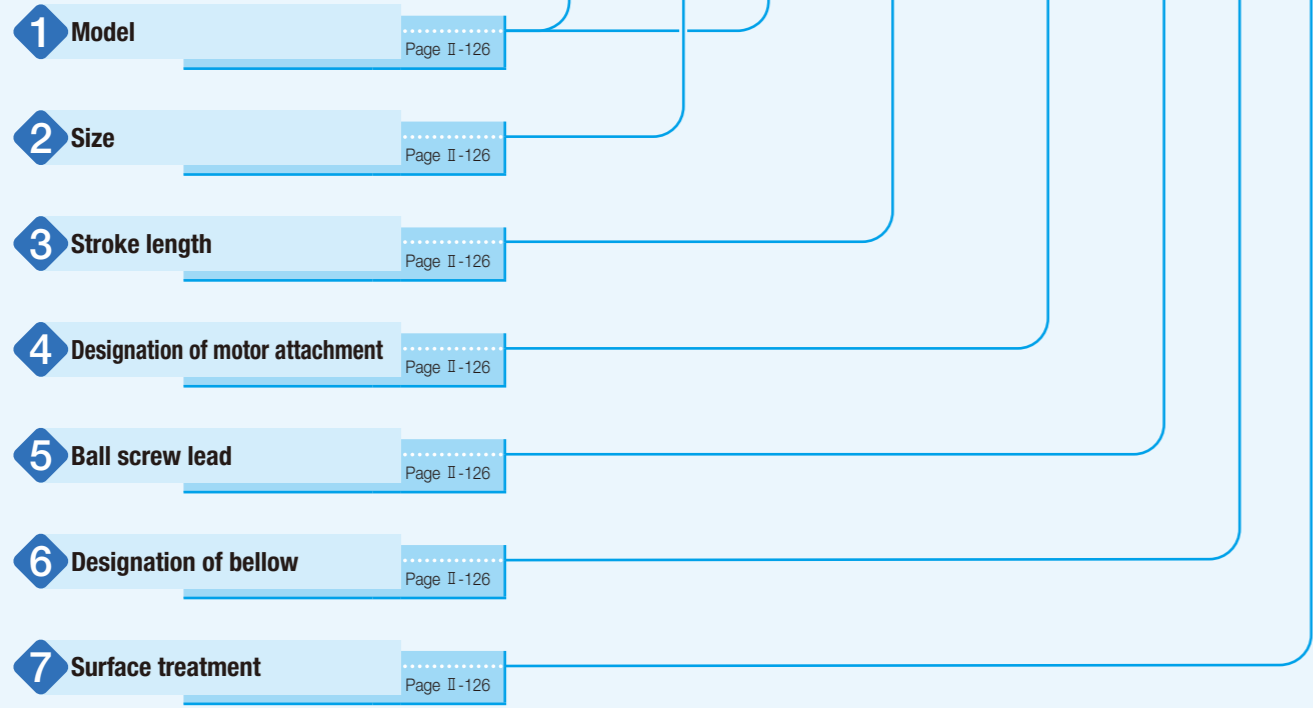 1 Model
Page Ⅱ-126
2 Size
Page Ⅱ-126
3 Stroke length
Page Ⅱ-126
4 Designation of motor attachment
Page Ⅱ-126
5 Ball screw lead
Page Ⅱ-126
6 Designation of bellow
Page Ⅱ-126
7 Surface treatment
Page Ⅱ-126